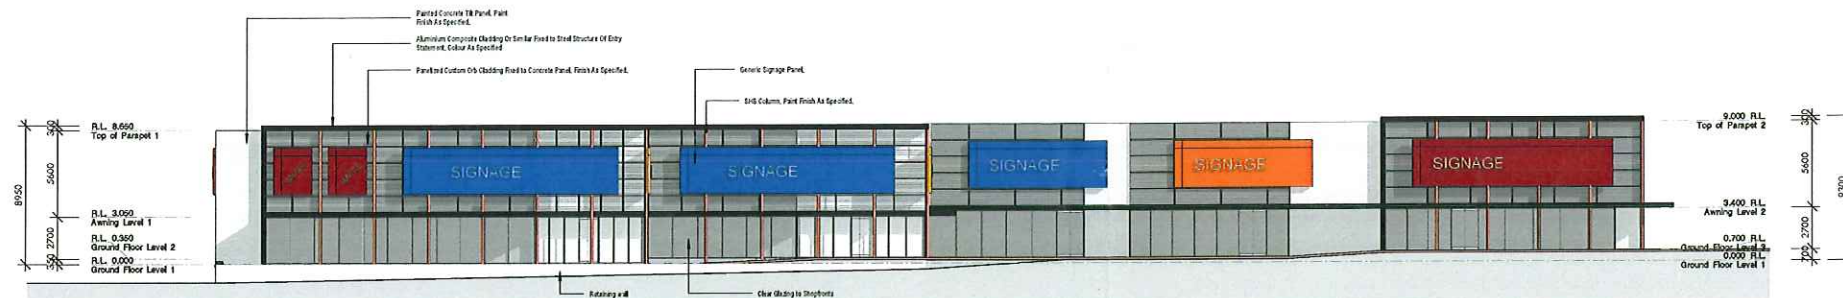 Painted Concrete Tilt Panel, Paint
Finish As Specified.
Aluminium Composite Cladding Or Similar Fixed to Steel Structure Of Entry
Statement, Colour As Specified
Panelized Custom Orb Cladding Fixed to Concrete Panel, Finish As Specified.
Generic Signage Panel.
SHS Column, Paint Finish As Specified.
R.L. 8.650
Top of Parapet 1
9.000 R.L.
Top of Parapet 2
SIGNAGE
SIGNAGE
SIGNAGE
SIGNAGE
SIGNAGE
8950
5600
5600
9300
R.L. 3.050
Awning Level 1
3.400 R.L.
Awning Level 2
2700
2700
R.L. 0.350
Ground Floor Level 2
0.700 R.L.
Ground Floor Level 3
R.L. 0.000
Ground Floor Level 1
0.000 R.L.
Ground Floor Level 1
700
Retaining wall
Clear Glazing to Shopfronts